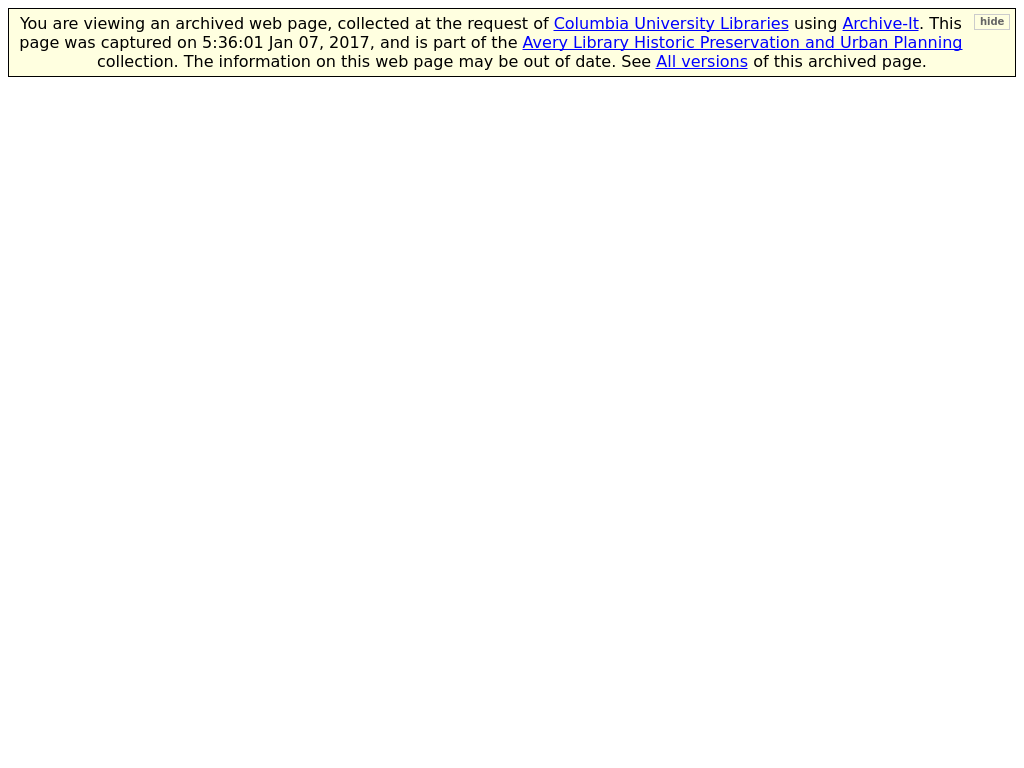 You are viewing an archived web page, collected at the request of Columbia University Libraries using Archive-It. This
hide
page was captured on 5:36:01 Jan 07, 2017, and is part of the Avery Library Historic Preservation and Urban Planning
collection. The information on this web page may be out of date. See All versions of this archived page.